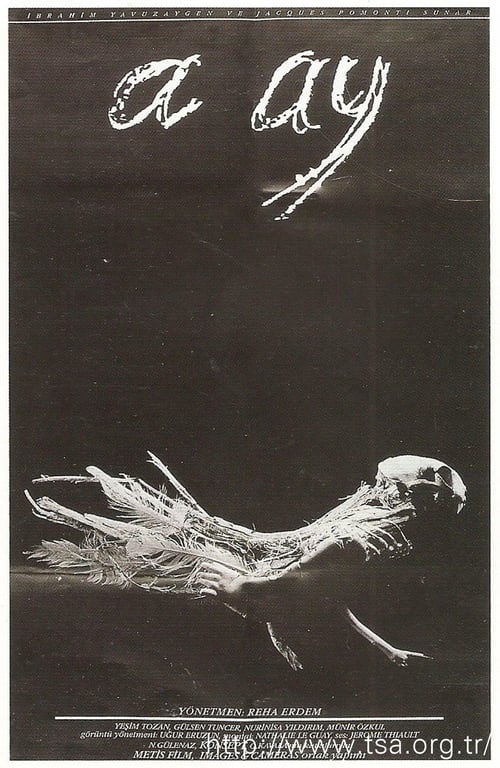 İBRAHİM YAVUZAYGEN VE JACQUES POMONTI SUNAR
a ay
YÖNETMEN: REHA ERDEM
YEŞİM TOZAN, GÜLSEN TUNCER, NURİNİSA YILDIRIM, MÜNİR ÖZKUL
görüntü yönetmeni: UĞUR ERUZUN, montaj: NATHALIE LE GUAY, ses: JEROME THIAULT
N.GÜLENAZ,
METİS FİLM, IMAGES CAMERAS ortak yapımı
http://www.tsa.org.tr/